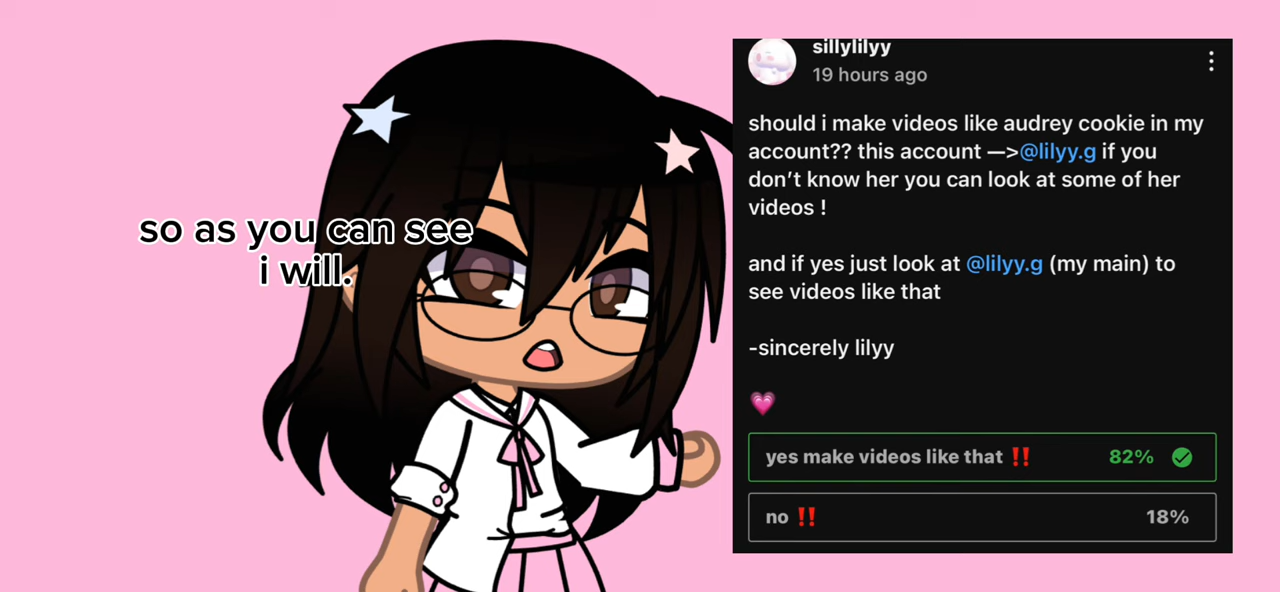 so as you can see
i will.
sillylilyy
19 hours ago
should i make videos like audrey cookie in my
account?? this account —>@lilyy.g if you
don’t know her you can look at some of her
videos !
and if yes just look at @lilyy.g (my main) to
see videos like that
-sincerely lilyy
💗
yes make videos like that ‼️ 82%
no ‼️ 18%